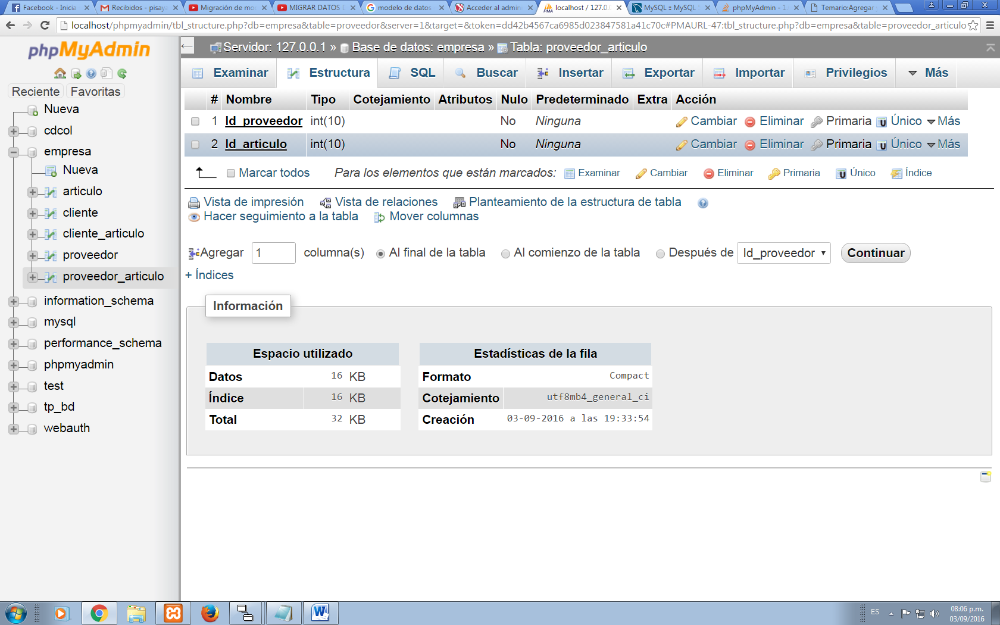 Facebook - Inicia
Recibidos - pisaya
Migración de mo
MIGRAR DATOS
modelo de datos
Acceder al admin
localhost / 127.0.
MySQL :: MySQL
phpMyAdmin - 1.
Temario:Agregar
localhost/phpmyadmin/tbl_structure.php?db=empresa&table=proveedor&server=1&target=&token=dd42b4567ca6985d023847581a41c70c#PMAURL-47:tbl_structure.php?db=empresa&table=proveedor_articulo
phpMyAdmin
Reciente
Favoritas
Nueva
cdcol
empresa
Nueva
articulo
cliente
cliente_articulo
proveedor
proveedor_articulo
information_schema
mysql
performance_schema
phpmyadmin
test
tp_bd
webauth
Servidor: 127.0.0.1 » Base de datos: empresa » Tabla: proveedor_articulo
Examinar Estructura SQL Buscar Insertar Exportar Importar Privilegios Más
# Nombre Tipo Cotejamiento Atributos Nulo Predeterminado Extra Acción
1 Id_proveedor int(10) No Ninguna Cambiar Eliminar Primaria Único Más
2 Id_articulo int(10) No Ninguna Cambiar Eliminar Primaria Único Más
Marcar todos Para los elementos que están marcados: Examinar Cambiar Eliminar Primaria Único Índice
Vista de impresión Vista de relaciones Planteamiento de la estructura de tabla
Hacer seguimiento a la tabla Mover columnas
Agregar 1 columna(s) Al final de la tabla Al comienzo de la tabla Después de Id_proveedor Continuar
+ Índices
Información
Espacio utilizado
Datos 16 KB
Índice 16 KB
Total 32 KB
Estadísticas de la fila
Formato Compact
Cotejamiento utf8mb4_general_ci
Creación 03-09-2016 a las 19:33:54
ES
08:06 p.m.
03/09/2016